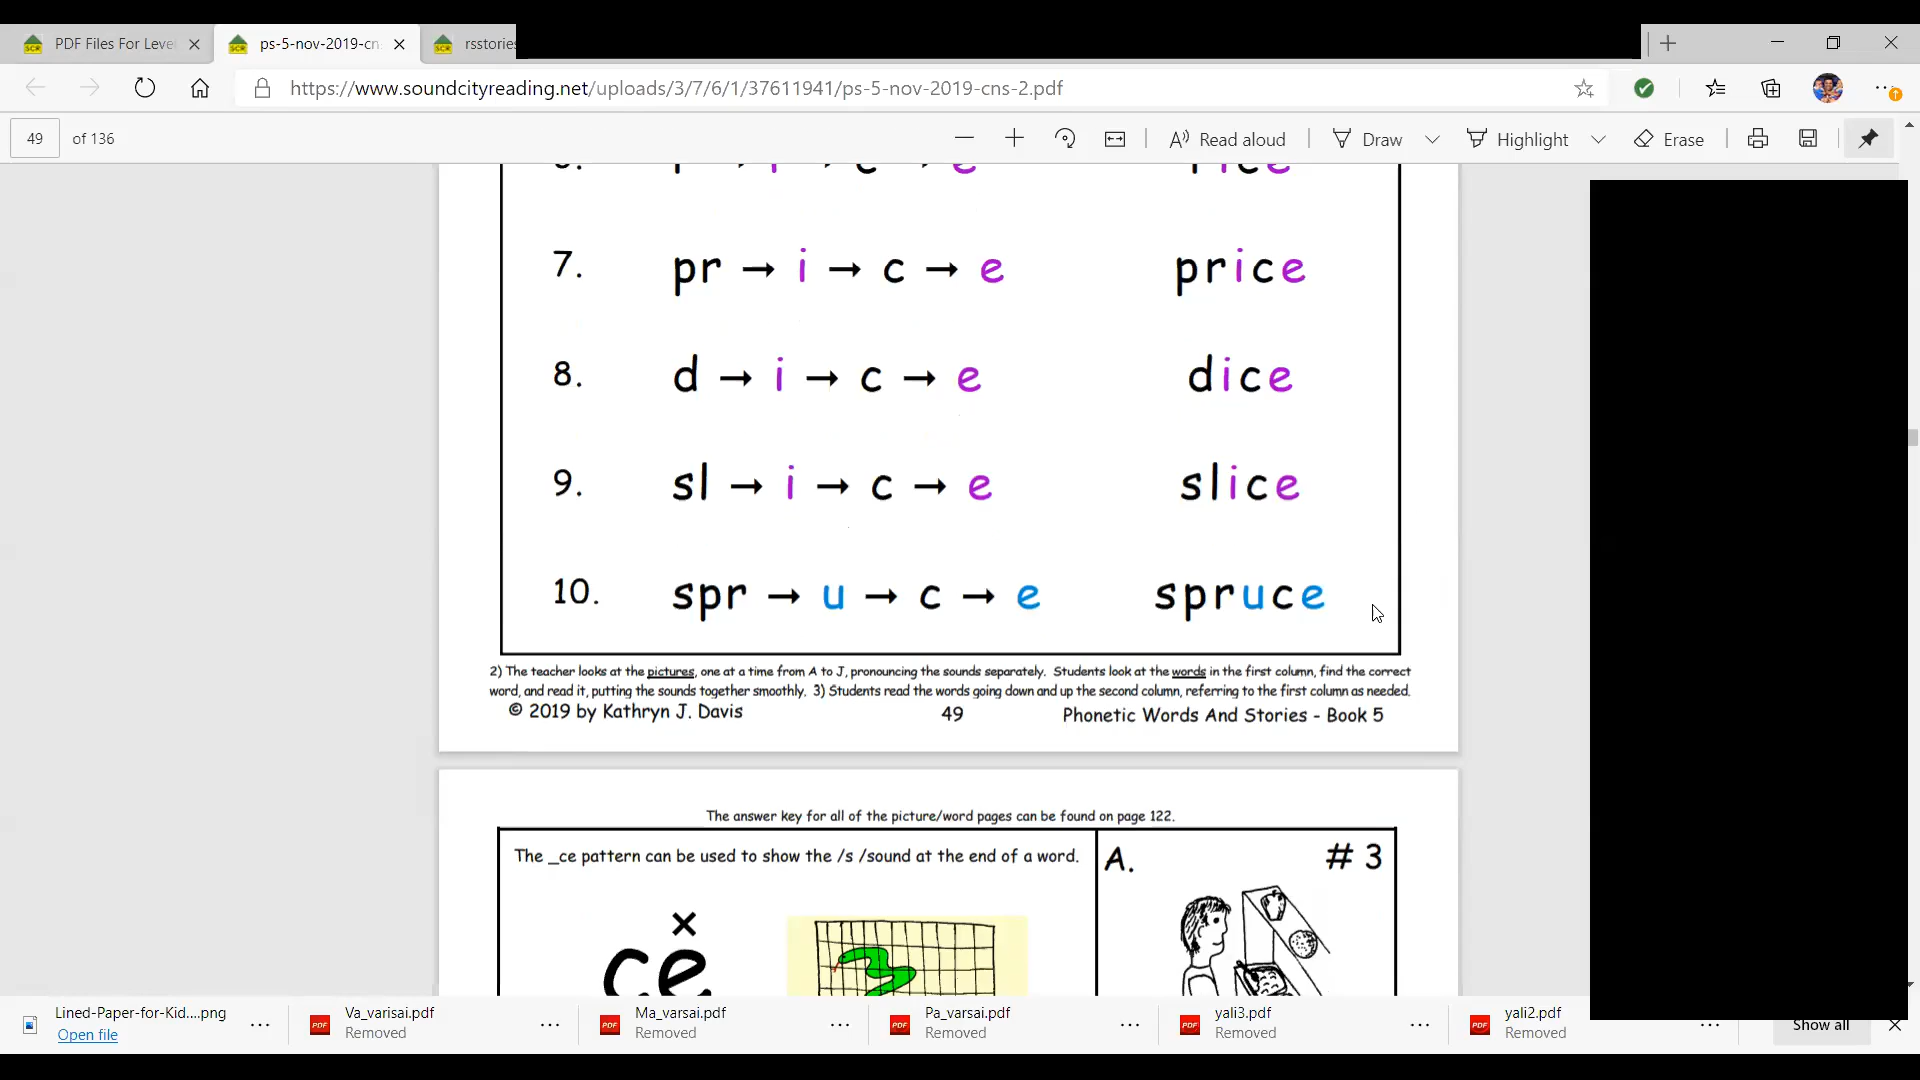 PDF Files For Leve
ps-5-nov-2019-cn
rsstories
https://www.soundcityreading.net/uploads/3/7/6/1/37611941/ps-5-nov-2019-cns-2.pdf
49 of 136
Read aloud
Draw
Highlight
Erase
7. pr → i → c → e price
8. d → i → c → e dice
9. sl → i → c → e slice
10. spr → u → c → e spruce
2) The teacher looks at the pictures, one at a time from A to J, pronouncing the sounds separately. Students look at the words in the first column, find the correct
word, and read it, putting the sounds together smoothly. 3) Students read the words going down and up the second column, referring to the first column as needed.
© 2019 by Kathryn J. Davis 49 Phonetic Words And Stories - Book 5
The answer key for all of the picture/word pages can be found on page 122.
The _ce pattern can be used to show the /s /sound at the end of a word.
A. # 3
x
ce
Lined-Paper-for-Kid....png
Open file
Va_varisai.pdf
Removed
Ma_varsai.pdf
Removed
Pa_varsai.pdf
Removed
yali3.pdf
Removed
yali2.pdf
Removed
Show all